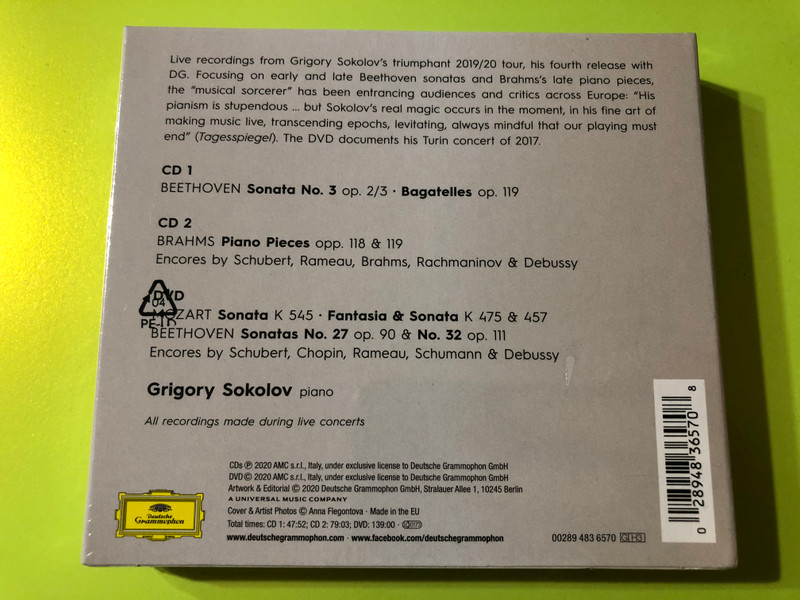 Live recordings from Grigory Sokolov's triumphant 2019/20 tour, his fourth release with
DG. Focusing on early and late Beethoven sonatas and Brahms's late piano pieces,
the "musical sorcerer" has been entrancing audiences and critics across Europe: "His
pianism is stupendous ... but Sokolov's real magic occurs in the moment, in his fine art of
making music live, transcending epochs, levitating, always mindful that our playing must
end" (Tagesspiegel). The DVD documents his Turin concert of 2017.
CD 1
BEETHOVEN Sonata No. 3 op. 2/3 · Bagatelles op. 119
CD 2
BRAHMS Piano Pieces opp. 118 & 119
Encores by Schubert, Rameau, Brahms, Rachmaninov & Debussy
DVD
MOZART Sonata K 545 · Fantasia & Sonata K 475 & 457
BEETHOVEN Sonatas No. 27 op. 90 & No. 32 op. 111
Encores by Schubert, Chopin, Rameau, Schumann & Debussy
04
PE-LD
Grigory Sokolov piano
All recordings made during live concerts
CDs ℗ 2020 AMC s.r.l., Italy, under exclusive license to Deutsche Grammophon GmbH
DVD © 2020 AMC s.r.l., Italy, under exclusive license to Deutsche Grammophon GmbH
Artwork & Editorial © 2020 Deutsche Grammophon GmbH, Stralauer Allee 1, 10245 Berlin
A UNIVERSAL MUSIC COMPANY
Cover & Artist Photos © Anna Flegontova · Made in the EU
Total times: CD 1: 47:52; CD 2: 79:03; DVD: 139:00 ·
www.deutschegrammophon.com · www.facebook.com/deutschegrammophon
Deutsche
Grammophon
00289 483 6570 GH3
0 28948 36570 8